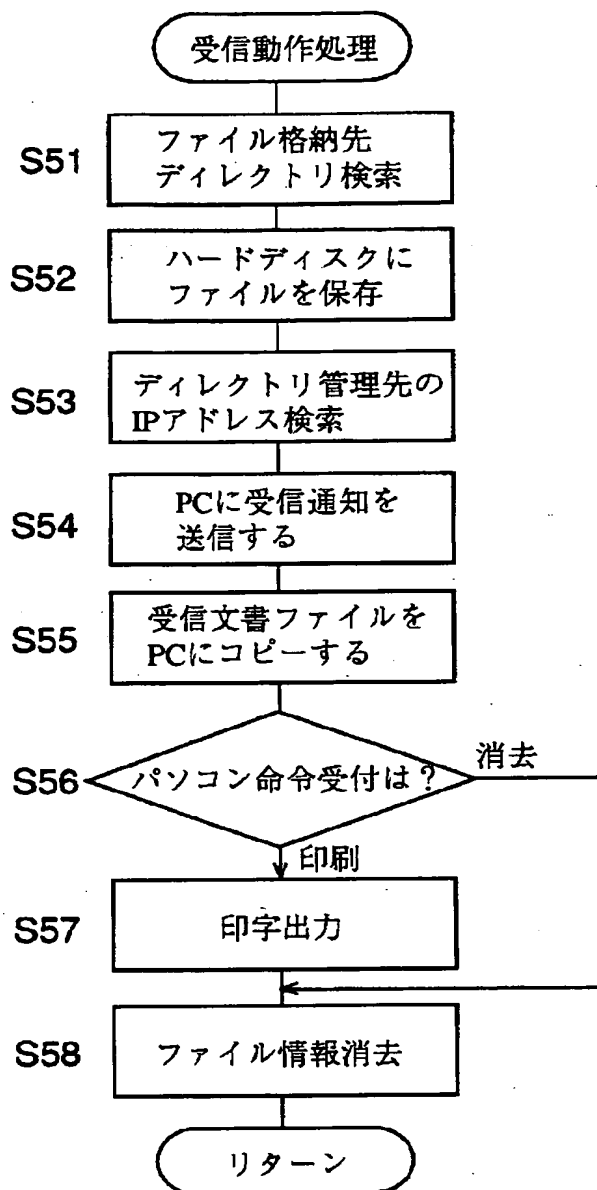 受信動作処理
S51
ファイル格納先
ディレクトリ検索
S52
ハードディスクに
ファイルを保存
S53
ディレクトリ管理先の
IPアドレス検索
S54
PCに受信通知を
送信する
S55
受信文書ファイルを
PCにコピーする
S56
パソコン命令受付は?
消去
印刷
S57
印字出力
S58
ファイル情報消去
リターン